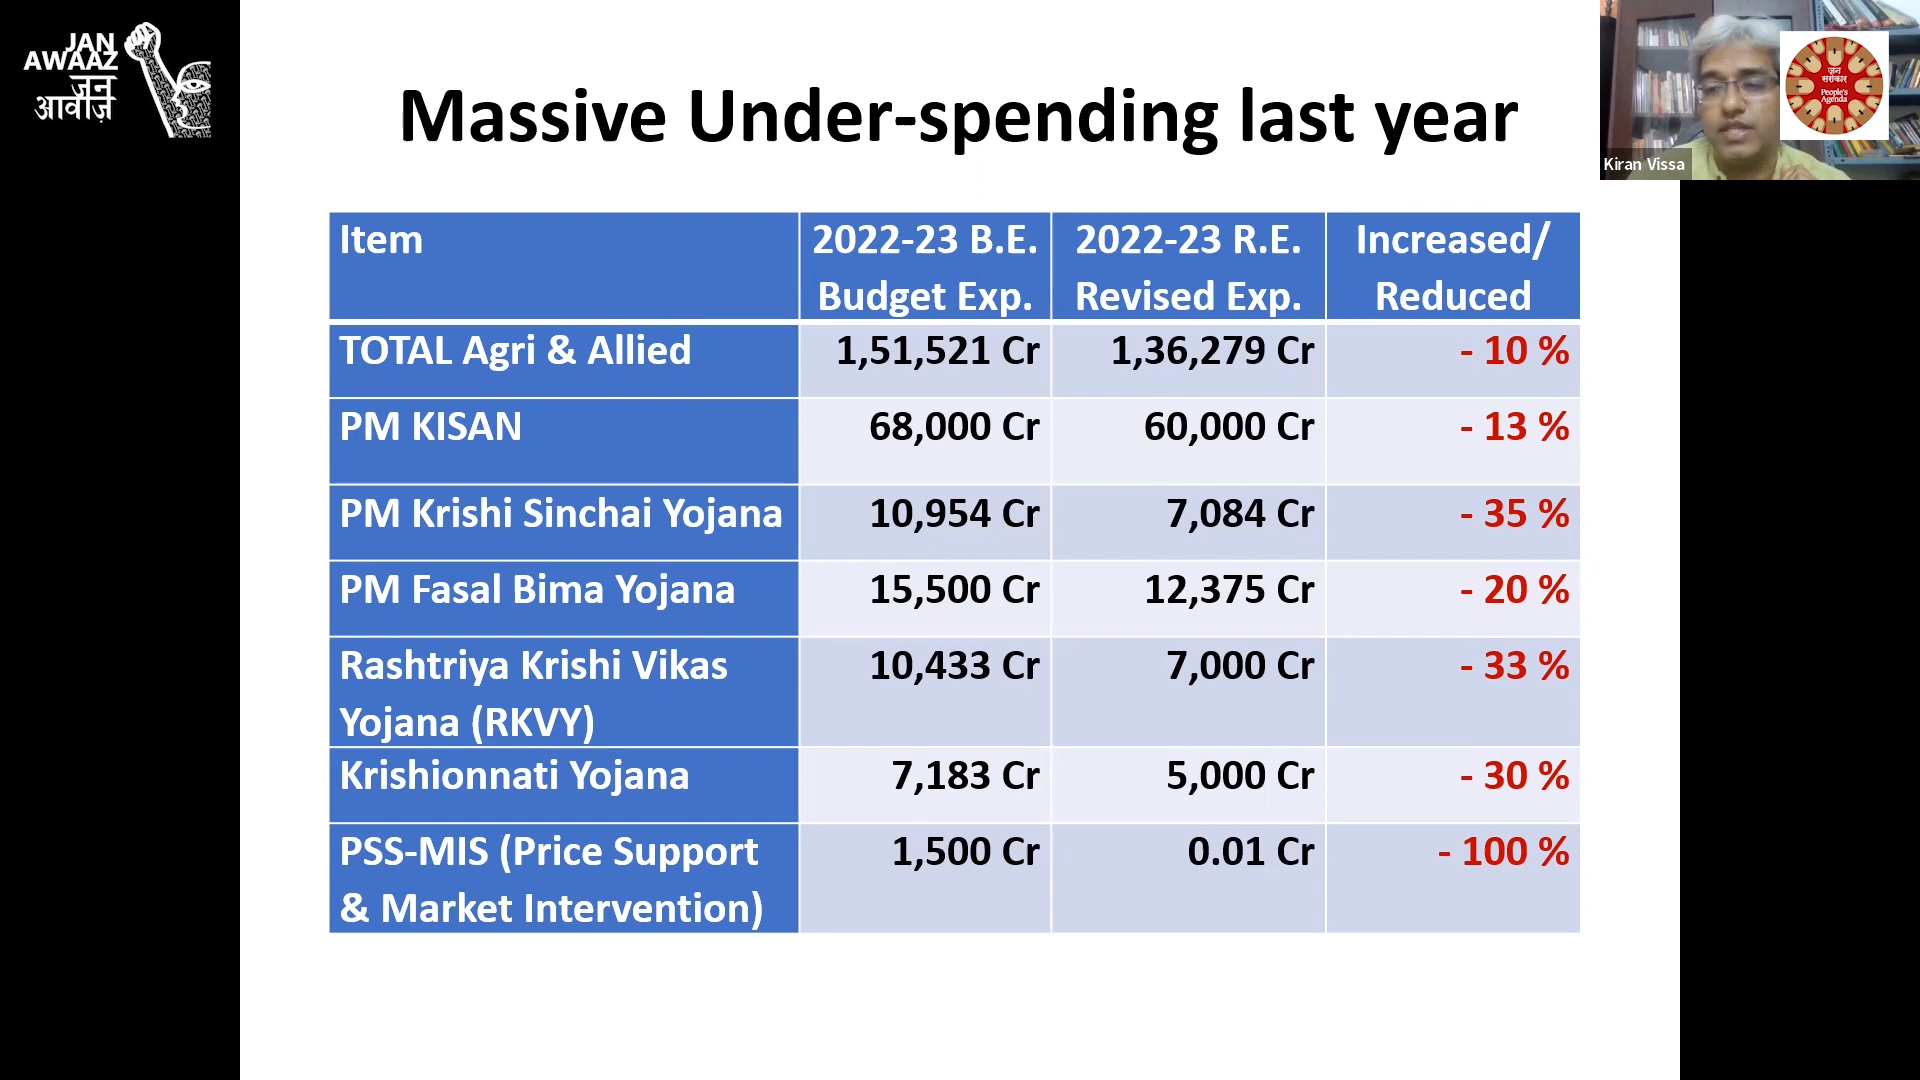 JAN
AWAAZ
जन
आवाज़
Massive Under-spending last year
Kiran Vissa
जन
सरोकार
People's
Agenda
Item
2022-23 B.E.
Budget Exp.
2022-23 R.E.
Revised Exp.
Increased/
Reduced
TOTAL Agri & Allied
1,51,521 Cr
1,36,279 Cr
- 10 %
PM KISAN
68,000 Cr
60,000 Cr
- 13 %
PM Krishi Sinchai Yojana
10,954 Cr
7,084 Cr
- 35 %
PM Fasal Bima Yojana
15,500 Cr
12,375 Cr
- 20 %
Rashtriya Krishi Vikas
Yojana (RKVY)
10,433 Cr
7,000 Cr
- 33 %
Krishionnati Yojana
7,183 Cr
5,000 Cr
- 30 %
PSS-MIS (Price Support
& Market Intervention)
1,500 Cr
0.01 Cr
- 100 %